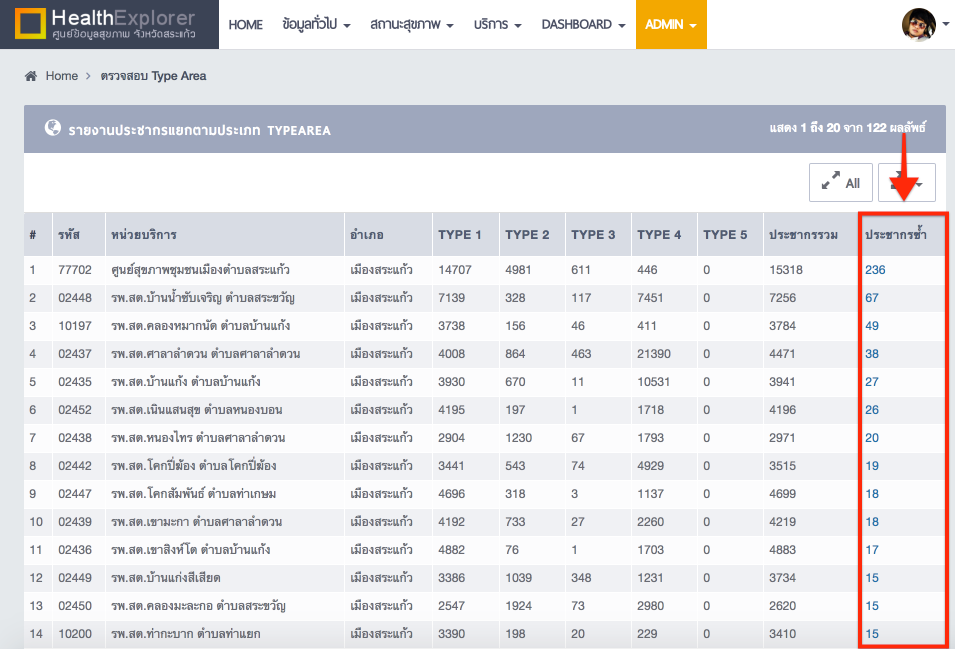 HealthExplorer
ศูนย์ข้อมูลสุขภาพ จังหวัดสระแก้ว
HOME ข้อมูลทั่วไป สถานะสุขภาพ บริการ DASHBOARD ADMIN
Home > ตรวจสอบ Type Area
รายงานประชากรแยกตามประเภท TYPEAREA
แสดง 1 ถึง 20 จาก 122 ผลลัพธ์
All
# รหัส หน่วยบริการ อำเภอ TYPE 1 TYPE 2 TYPE 3 TYPE 4 TYPE 5 ประชากรรวม ประชากรซ้ำ
1 77702 ศูนย์สุขภาพชุมชนเมืองตำบลสระแก้ว เมืองสระแก้ว 14707 4981 611 446 0 15318 236
2 02448 รพ.สต.บ้านน้ำซับเจริญ ตำบลสระขวัญ เมืองสระแก้ว 7139 328 117 7451 0 7256 67
3 10197 รพ.สต.คลองหมากนัด ตำบลบ้านแก้ง เมืองสระแก้ว 3738 156 46 411 0 3784 49
4 02437 รพ.สต.ศาลาลำดวน ตำบลศาลาลำดวน เมืองสระแก้ว 4008 864 463 21390 0 4471 38
5 02435 รพ.สต.บ้านแก้ง ตำบลบ้านแก้ง เมืองสระแก้ว 3930 670 11 10531 0 3941 27
6 02452 รพ.สต.เนินแสนสุข ตำบลหนองบอน เมืองสระแก้ว 4195 197 1 1718 0 4196 26
7 02438 รพ.สต.หนองไทร ตำบลศาลาลำดวน เมืองสระแก้ว 2904 1230 67 1793 0 2971 20
8 02442 รพ.สต.โคกปี่ฆ้อง ตำบลโคกปี่ฆ้อง เมืองสระแก้ว 3441 543 74 4929 0 3515 19
9 02447 รพ.สต.โคกสัมพันธ์ ตำบลท่าเกษม เมืองสระแก้ว 4696 318 3 1137 0 4699 18
10 02439 รพ.สต.เขามะกา ตำบลศาลาลำดวน เมืองสระแก้ว 4192 733 27 2260 0 4219 18
11 02436 รพ.สต.เขาสิงห์โต ตำบลบ้านแก้ง เมืองสระแก้ว 4882 76 1 1703 0 4883 17
12 02449 รพ.สต.บ้านแก่งสีเสียด เมืองสระแก้ว 3386 1039 348 1231 0 3734 15
13 02450 รพ.สต.คลองมะละกอ ตำบลสระขวัญ เมืองสระแก้ว 2547 1924 73 2980 0 2620 15
14 10200 รพ.สต.ท่ากะบาก ตำบลท่าแยก เมืองสระแก้ว 3390 198 20 229 0 3410 15